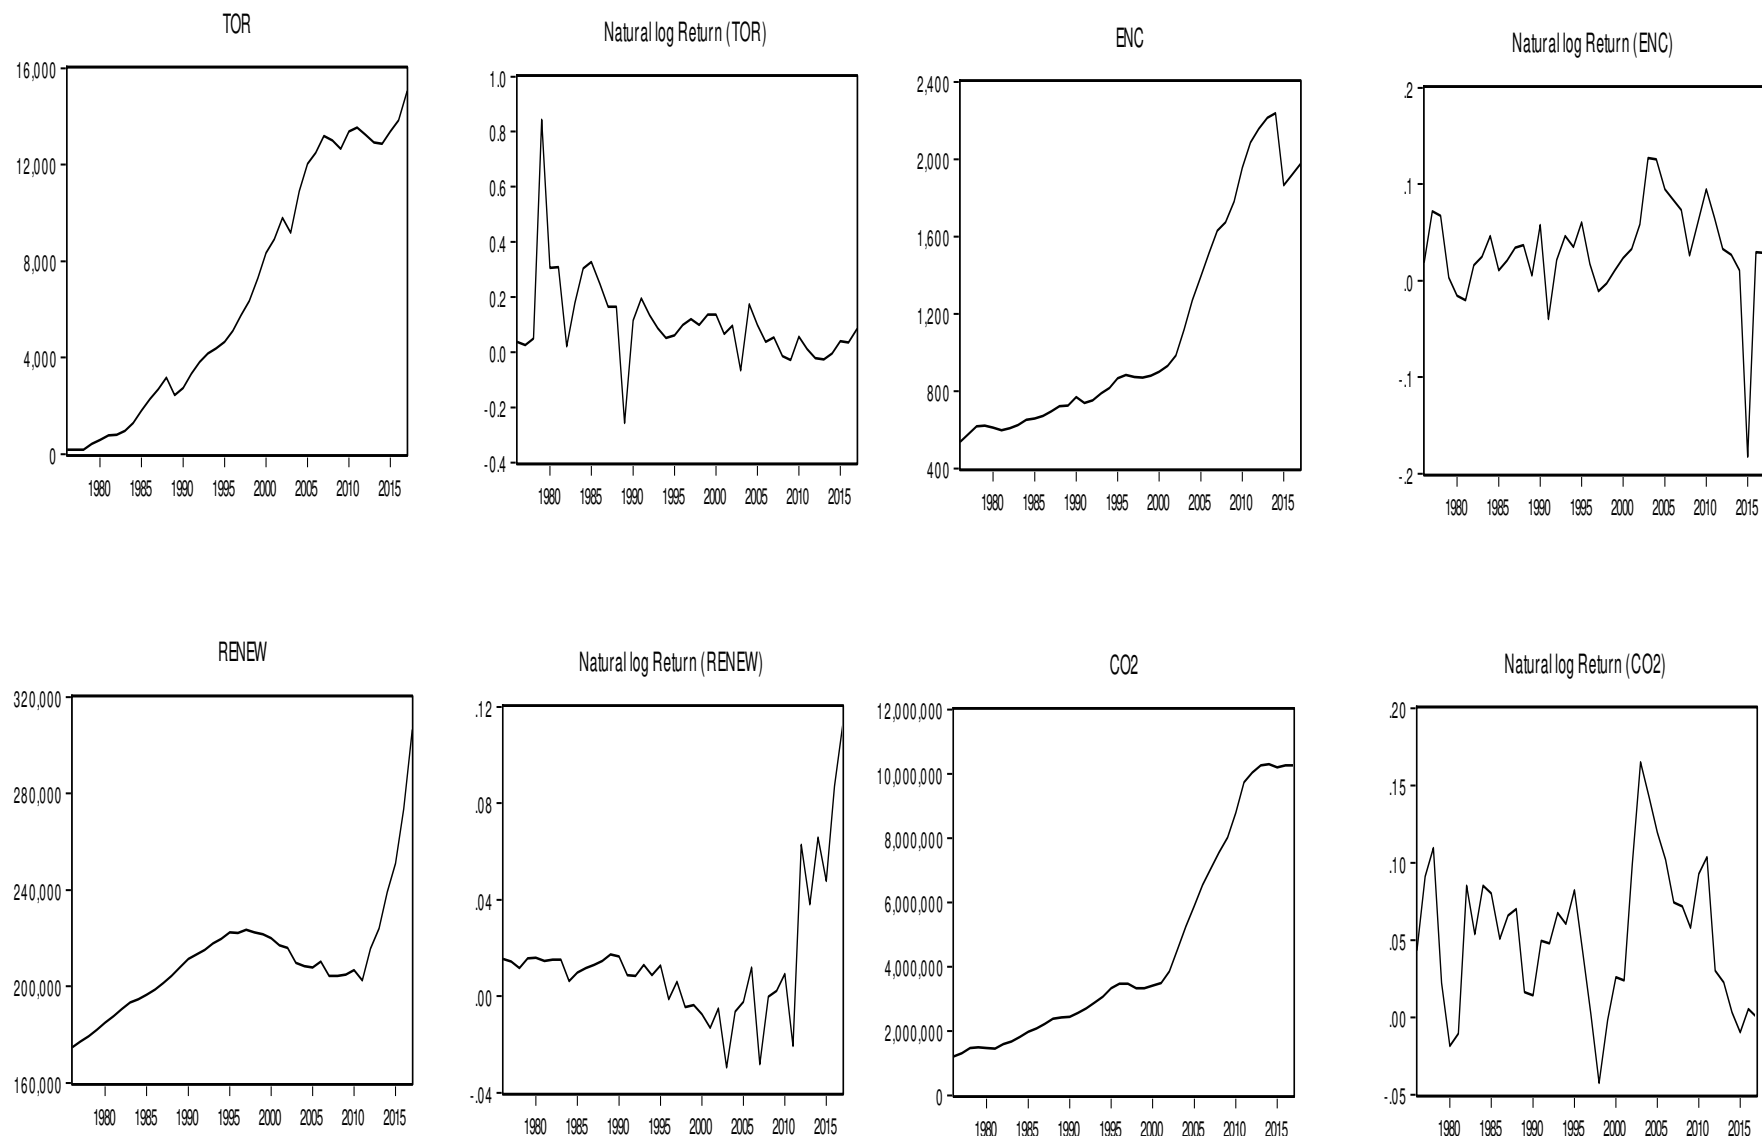 TOR
16,000
12,000
8,000
4,000
0
1980 1985 1990 1995 2000 2005 2010 2015
Natural log Return (TOR)
1.0
0.8
0.6
0.4
0.2
0.0
-0.2
-0.4
1980 1985 1990 1995 2000 2005 2010 2015
ENC
2,400
2,000
1,600
1,200
800
400
1980 1985 1990 1995 2000 2005 2010 2015
Natural log Return (ENC)
.2
.1
.0
-.1
-.2
1980 1985 1990 1995 2000 2005 2010 2015
RENEW
320,000
280,000
240,000
200,000
160,000
1980 1985 1990 1995 2000 2005 2010 2015
Natural log Return (RENEW)
.12
.08
.04
.00
-.04
1980 1985 1990 1995 2000 2005 2010 2015
CO2
12,000,000
10,000,000
8,000,000
6,000,000
4,000,000
2,000,000
0
1980 1985 1990 1995 2000 2005 2010 2015
Natural log Return (CO2)
.20
.15
.10
.05
.00
-.05
1980 1985 1990 1995 2000 2005 2010 2015